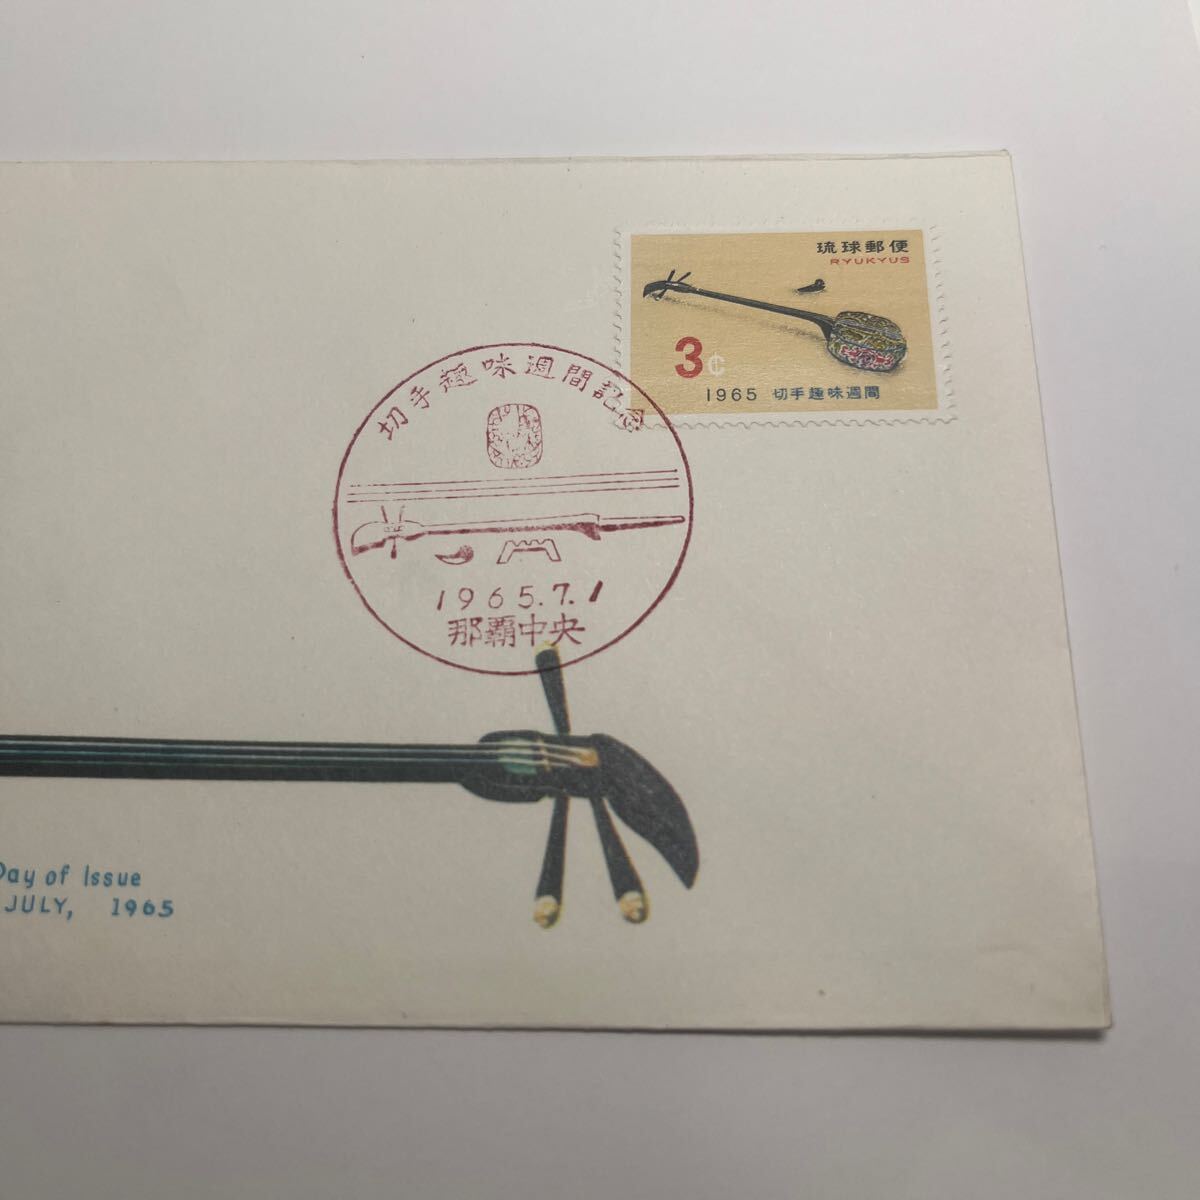 琉球郵便
RYUKYUS
3¢
1965 切手趣味週間
切手趣味週間記念
1965.7.1
那覇中央
Day of Issue
JULY, 1965